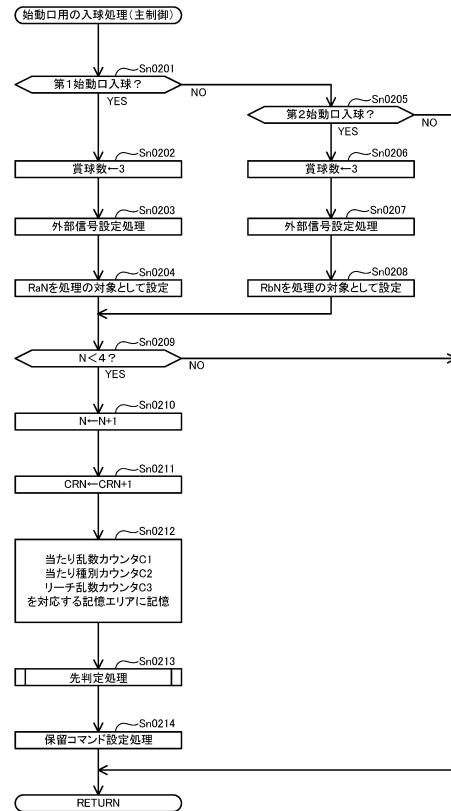 始動口用の入球処理(主制御)
Sn0201
第1始動口入球?
NO
YES
Sn0205
第2始動口入球?
NO
YES
Sn0202
賞球数←3
Sn0206
賞球数←3
Sn0203
外部信号設定処理
Sn0207
外部信号設定処理
Sn0204
RaNを処理の対象として設定
Sn0208
RbNを処理の対象として設定
Sn0209
N<4?
NO
YES
Sn0210
N←N+1
Sn0211
CRN←CRN+1
Sn0212
当たり乱数カウンタC1
当たり種別カウンタC2
リーチ乱数カウンタC3
を対応する記憶エリアに記憶
Sn0213
先判定処理
Sn0214
保留コマンド設定処理
RETURN